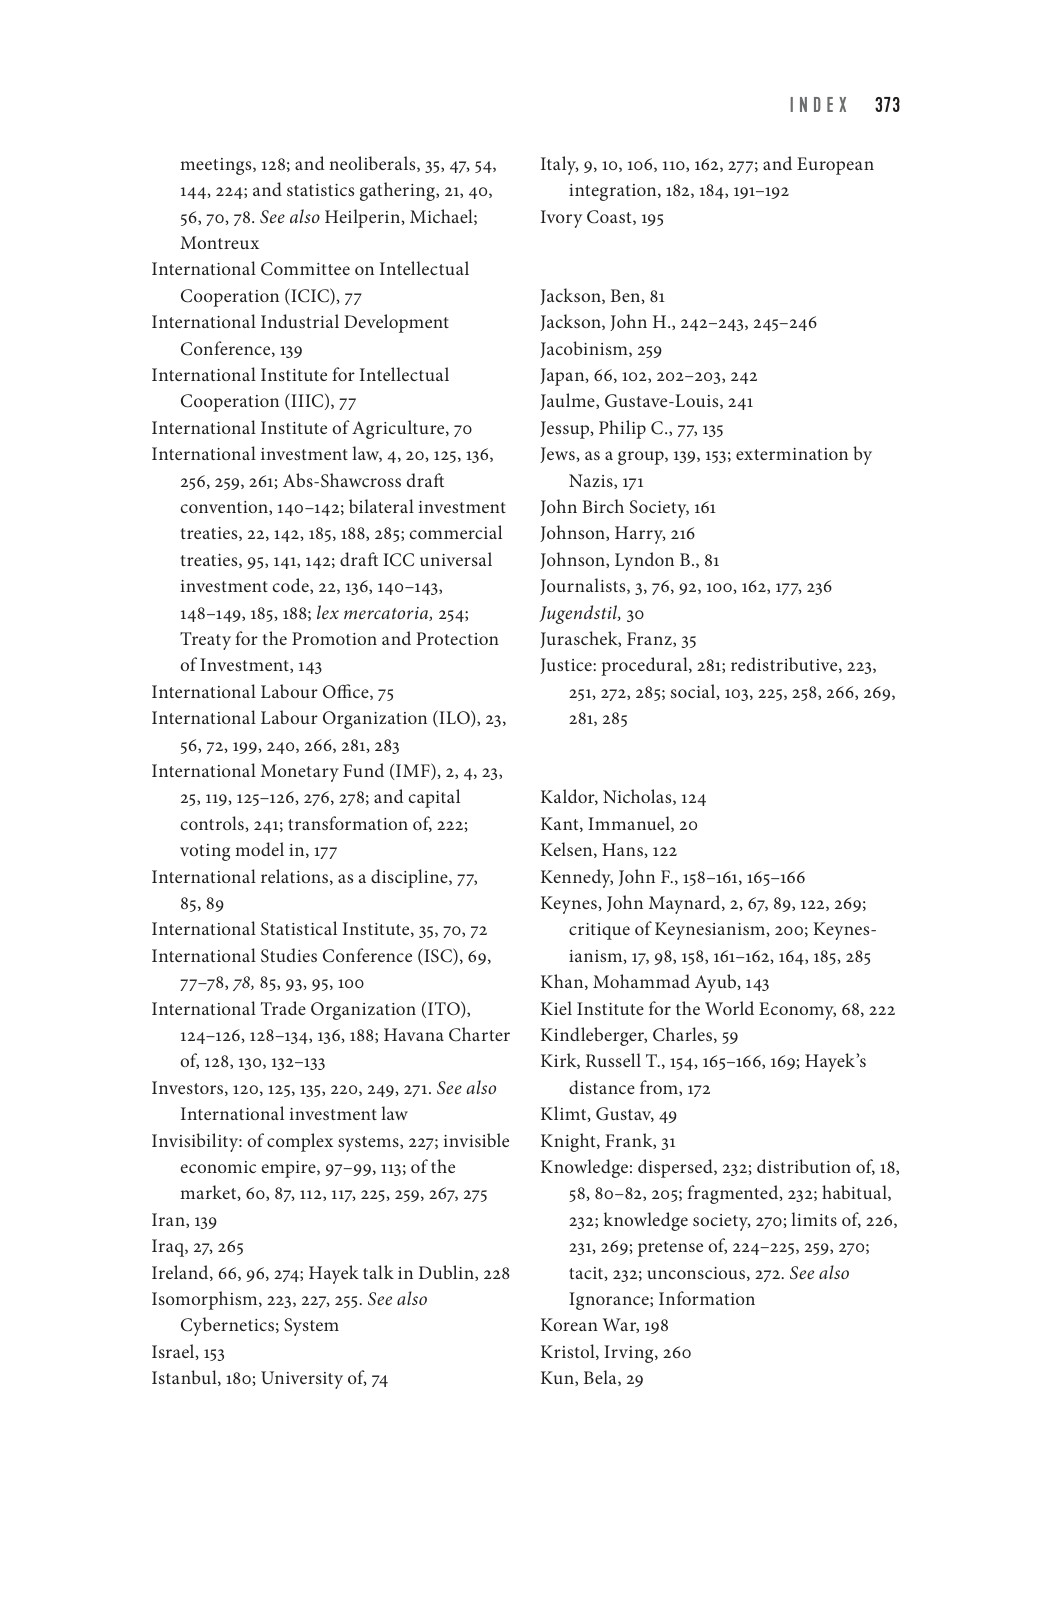 INDEX 373
meetings, 128; and neoliberals, 35, 47, 54,
144, 224; and statistics gathering, 21, 40,
56, 70, 78. See also Heilperin, Michael;
Montreux
International Committee on Intellectual
Cooperation (ICIC), 77
International Industrial Development
Conference, 139
International Institute for Intellectual
Cooperation (IIIC), 77
International Institute of Agriculture, 70
International investment law, 4, 20, 125, 136,
256, 259, 261; Abs-Shawcross draft
convention, 140–142; bilateral investment
treaties, 22, 142, 185, 188, 285; commercial
treaties, 95, 141, 142; draft ICC universal
investment code, 22, 136, 140–143,
148–149, 185, 188; lex mercatoria, 254;
Treaty for the Promotion and Protection
of Investment, 143
International Labour Office, 75
International Labour Organization (ILO), 23,
56, 72, 199, 240, 266, 281, 283
International Monetary Fund (IMF), 2, 4, 23,
25, 119, 125–126, 276, 278; and capital
controls, 241; transformation of, 222;
voting model in, 177
International relations, as a discipline, 77,
85, 89
International Statistical Institute, 35, 70, 72
International Studies Conference (ISC), 69,
77–78, 78, 85, 93, 95, 100
International Trade Organization (ITO),
124–126, 128–134, 136, 188; Havana Charter
of, 128, 130, 132–133
Investors, 120, 125, 135, 220, 249, 271. See also
International investment law
Invisibility: of complex systems, 227; invisible
economic empire, 97–99, 113; of the
market, 60, 87, 112, 117, 225, 259, 267, 275
Iran, 139
Iraq, 27, 265
Ireland, 66, 96, 274; Hayek talk in Dublin, 228
Isomorphism, 223, 227, 255. See also
Cybernetics; System
Israel, 153
Istanbul, 180; University of, 74
Italy, 9, 10, 106, 110, 162, 277; and European
integration, 182, 184, 191–192
Ivory Coast, 195
Jackson, Ben, 81
Jackson, John H., 242–243, 245–246
Jacobinism, 259
Japan, 66, 102, 202–203, 242
Jaulme, Gustave-Louis, 241
Jessup, Philip C., 77, 135
Jews, as a group, 139, 153; extermination by
Nazis, 171
John Birch Society, 161
Johnson, Harry, 216
Johnson, Lyndon B., 81
Journalists, 3, 76, 92, 100, 162, 177, 236
Jugendstil, 30
Juraschek, Franz, 35
Justice: procedural, 281; redistributive, 223,
251, 272, 285; social, 103, 225, 258, 266, 269,
281, 285
Kaldor, Nicholas, 124
Kant, Immanuel, 20
Kelsen, Hans, 122
Kennedy, John F., 158–161, 165–166
Keynes, John Maynard, 2, 67, 89, 122, 269;
critique of Keynesianism, 200; Keynes-
ianism, 17, 98, 158, 161–162, 164, 185, 285
Khan, Mohammad Ayub, 143
Kiel Institute for the World Economy, 68, 222
Kindleberger, Charles, 59
Kirk, Russell T., 154, 165–166, 169; Hayek’s
distance from, 172
Klimt, Gustav, 49
Knight, Frank, 31
Knowledge: dispersed, 232; distribution of, 18,
58, 80–82, 205; fragmented, 232; habitual,
232; knowledge society, 270; limits of, 226,
231, 269; pretense of, 224–225, 259, 270;
tacit, 232; unconscious, 272. See also
Ignorance; Information
Korean War, 198
Kristol, Irving, 260
Kun, Bela, 29